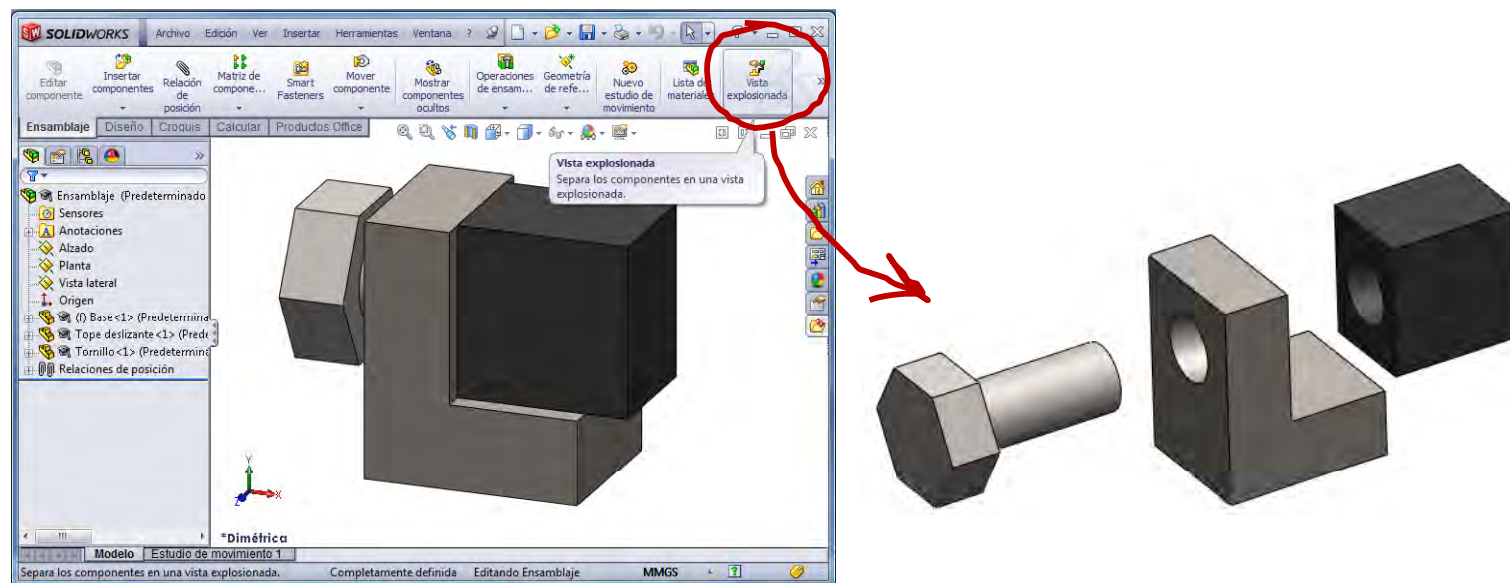 SOLIDWORKS Archivo Edición Ver Insertar Herramientas Ventana ?
Editar componente
Insertar componentes
Relación de posición
Matriz de compone...
Smart Fasteners
Mover componente
Mostrar componentes ocultos
Operaciones de ensam...
Geometría de refe...
Nuevo estudio de movimiento
Lista de materiales
Vista explosionada
Ensamblaje Diseño Croquis Calcular Productos Office
Vista explosionada
Separa los componentes en una vista
explosionada.
Ensamblaje (Predeterminado
Sensores
Anotaciones
Alzado
Planta
Vista lateral
Origen
(f) Base<1> (Predetermina
Tope deslizante<1> (Prede
Tornillo<1> (Predetermina
Relaciones de posición
Y
X
Z
*Dimétrica
Modelo Estudio de movimiento 1
Separa los componentes en una vista explosionada. Completamente definida Editando Ensamblaje MMGS ?